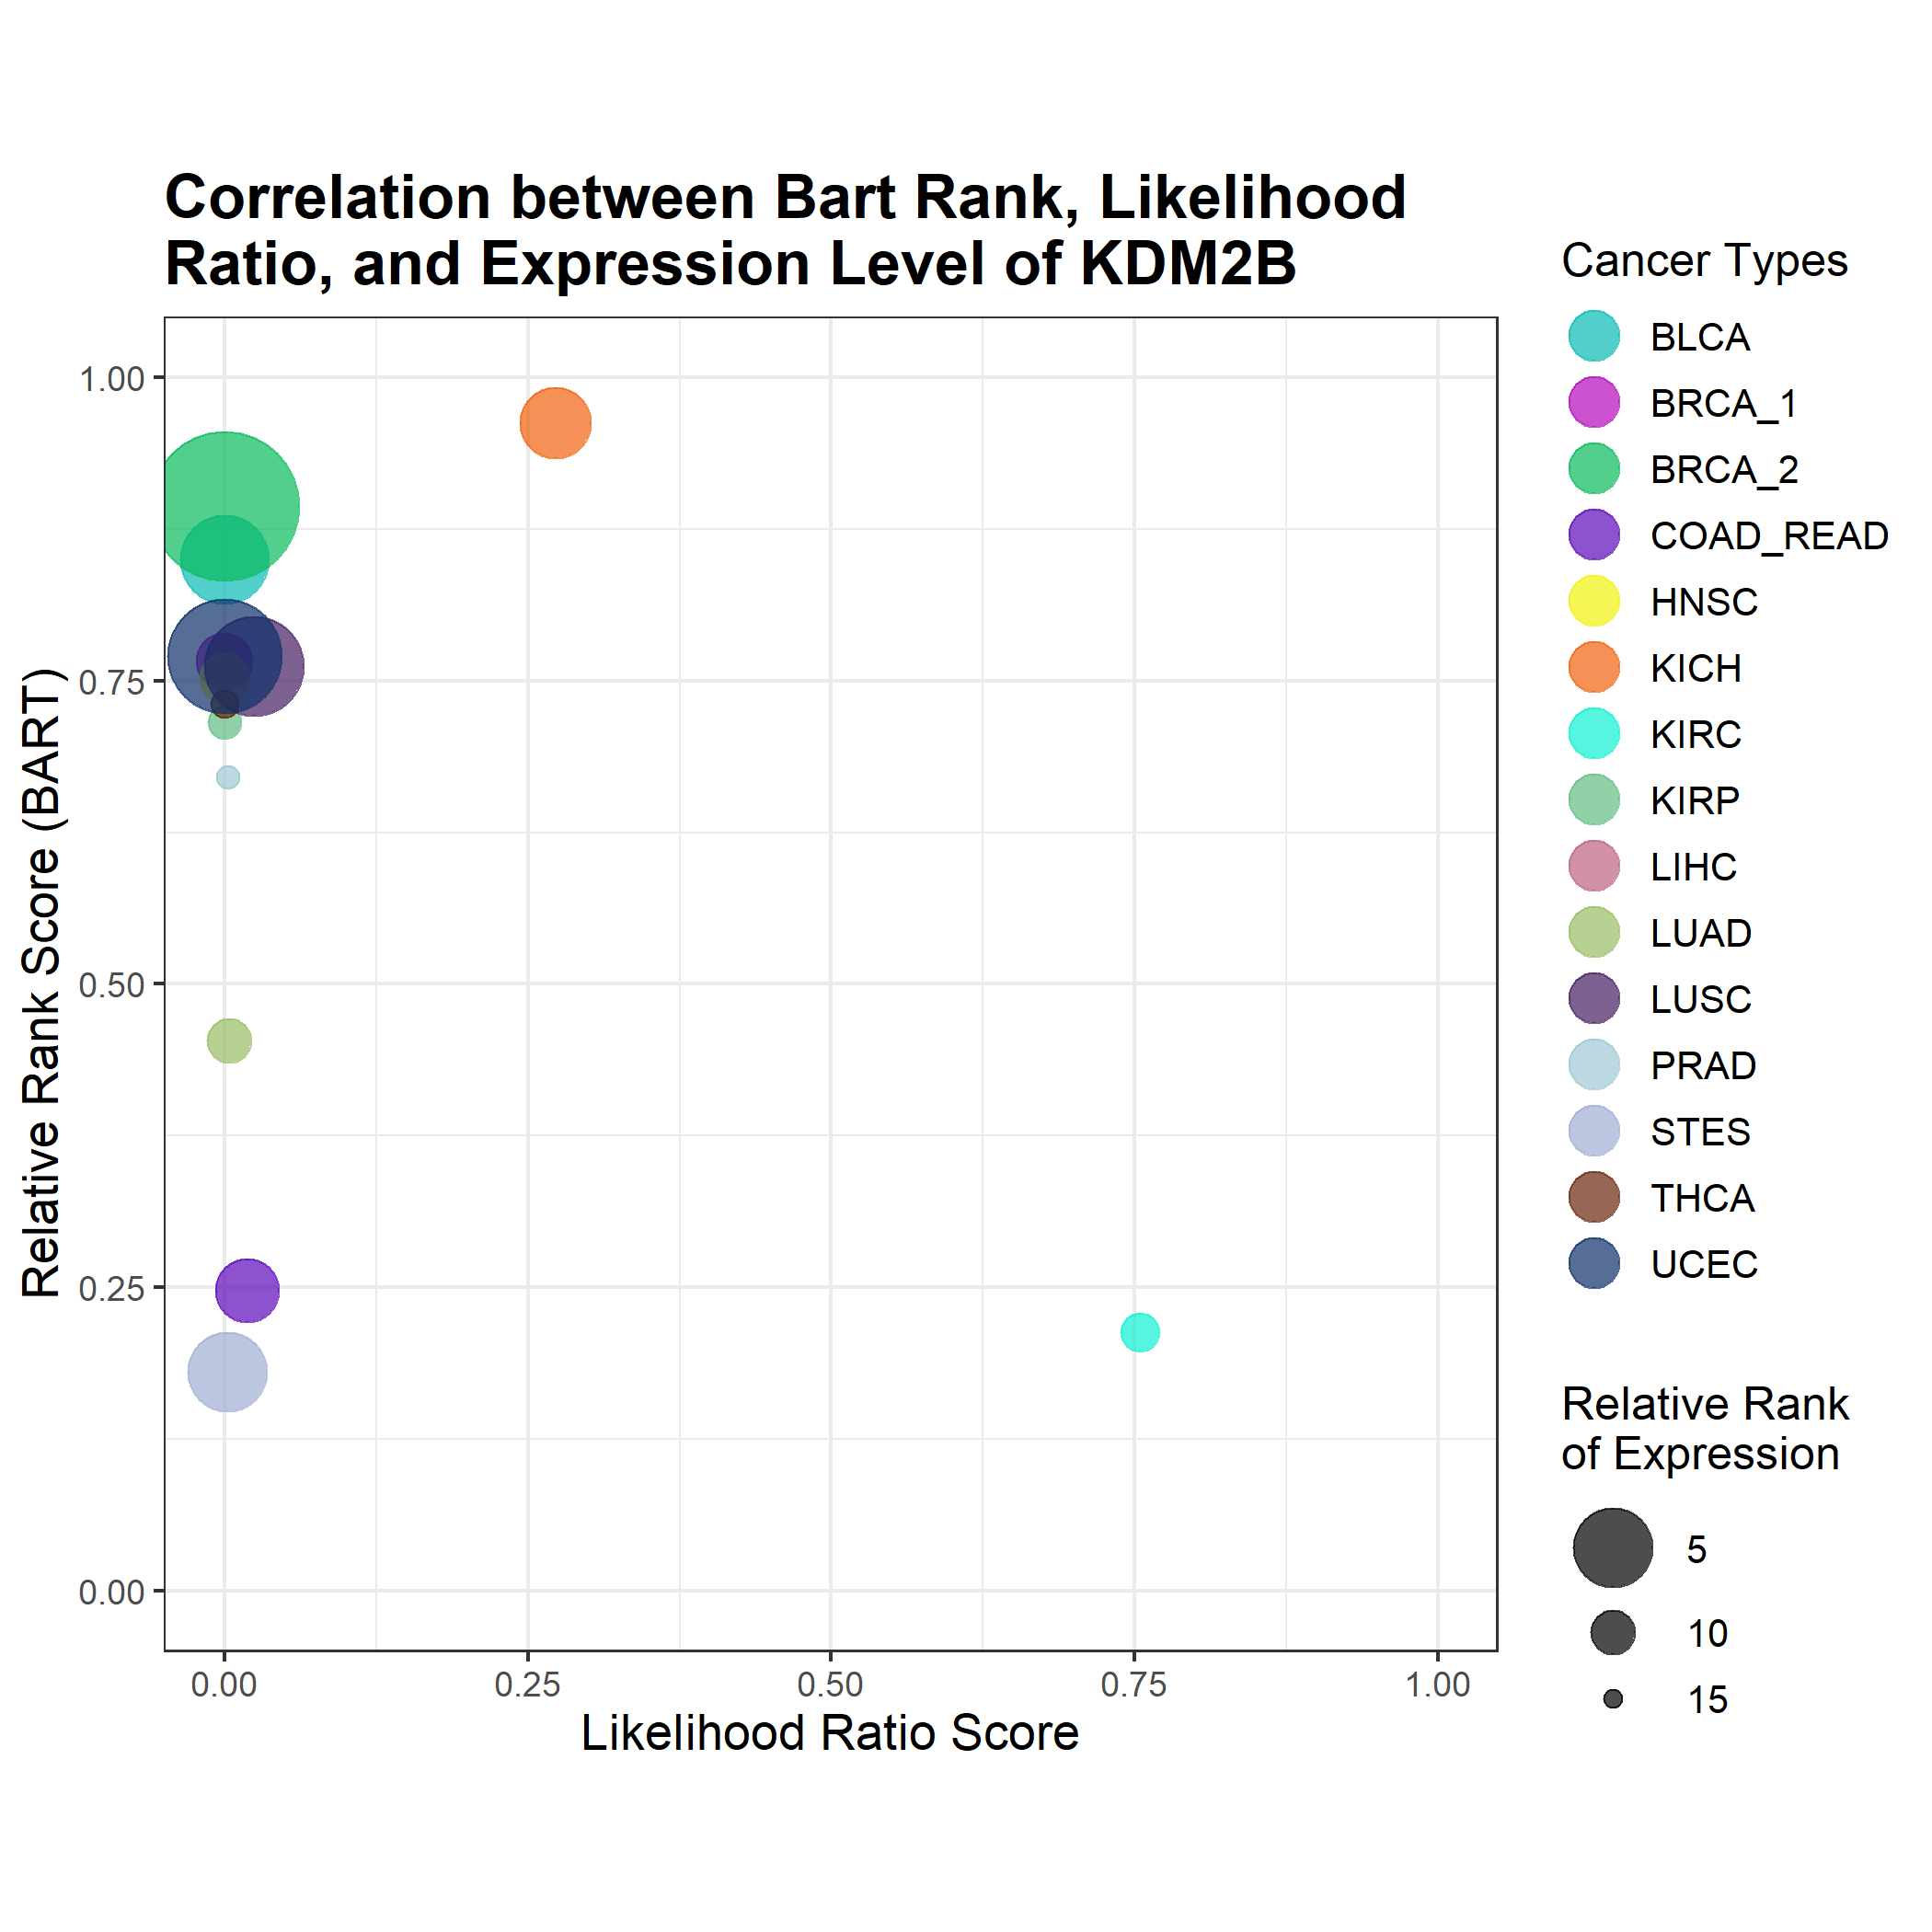 Correlation between Bart Rank, Likelihood
Ratio, and Expression Level of KDM2B
Relative Rank Score (BART)
1.00
0.75
0.50
0.25
0.00
0.00
0.25
0.50
0.75
1.00
Likelihood Ratio Score
Cancer Types
BLCA
BRCA_1
BRCA_2
COAD_READ
HNSC
KICH
KIRC
KIRP
LIHC
LUAD
LUSC
PRAD
STES
THCA
UCEC
Relative Rank
of Expression
5
10
15